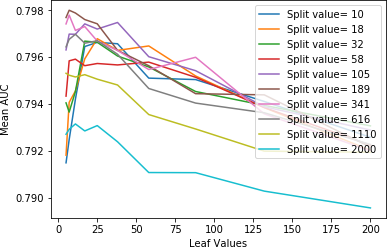 0.798
0.796
0.794
0.792
0.790
Mean AUC
0
25
50
75
100
125
150
175
200
Leaf Values
Split value= 10
Split value= 18
Split value= 32
Split value= 58
Split value= 105
Split value= 189
Split value= 341
Split value= 616
Split value= 1110
Split value= 2000